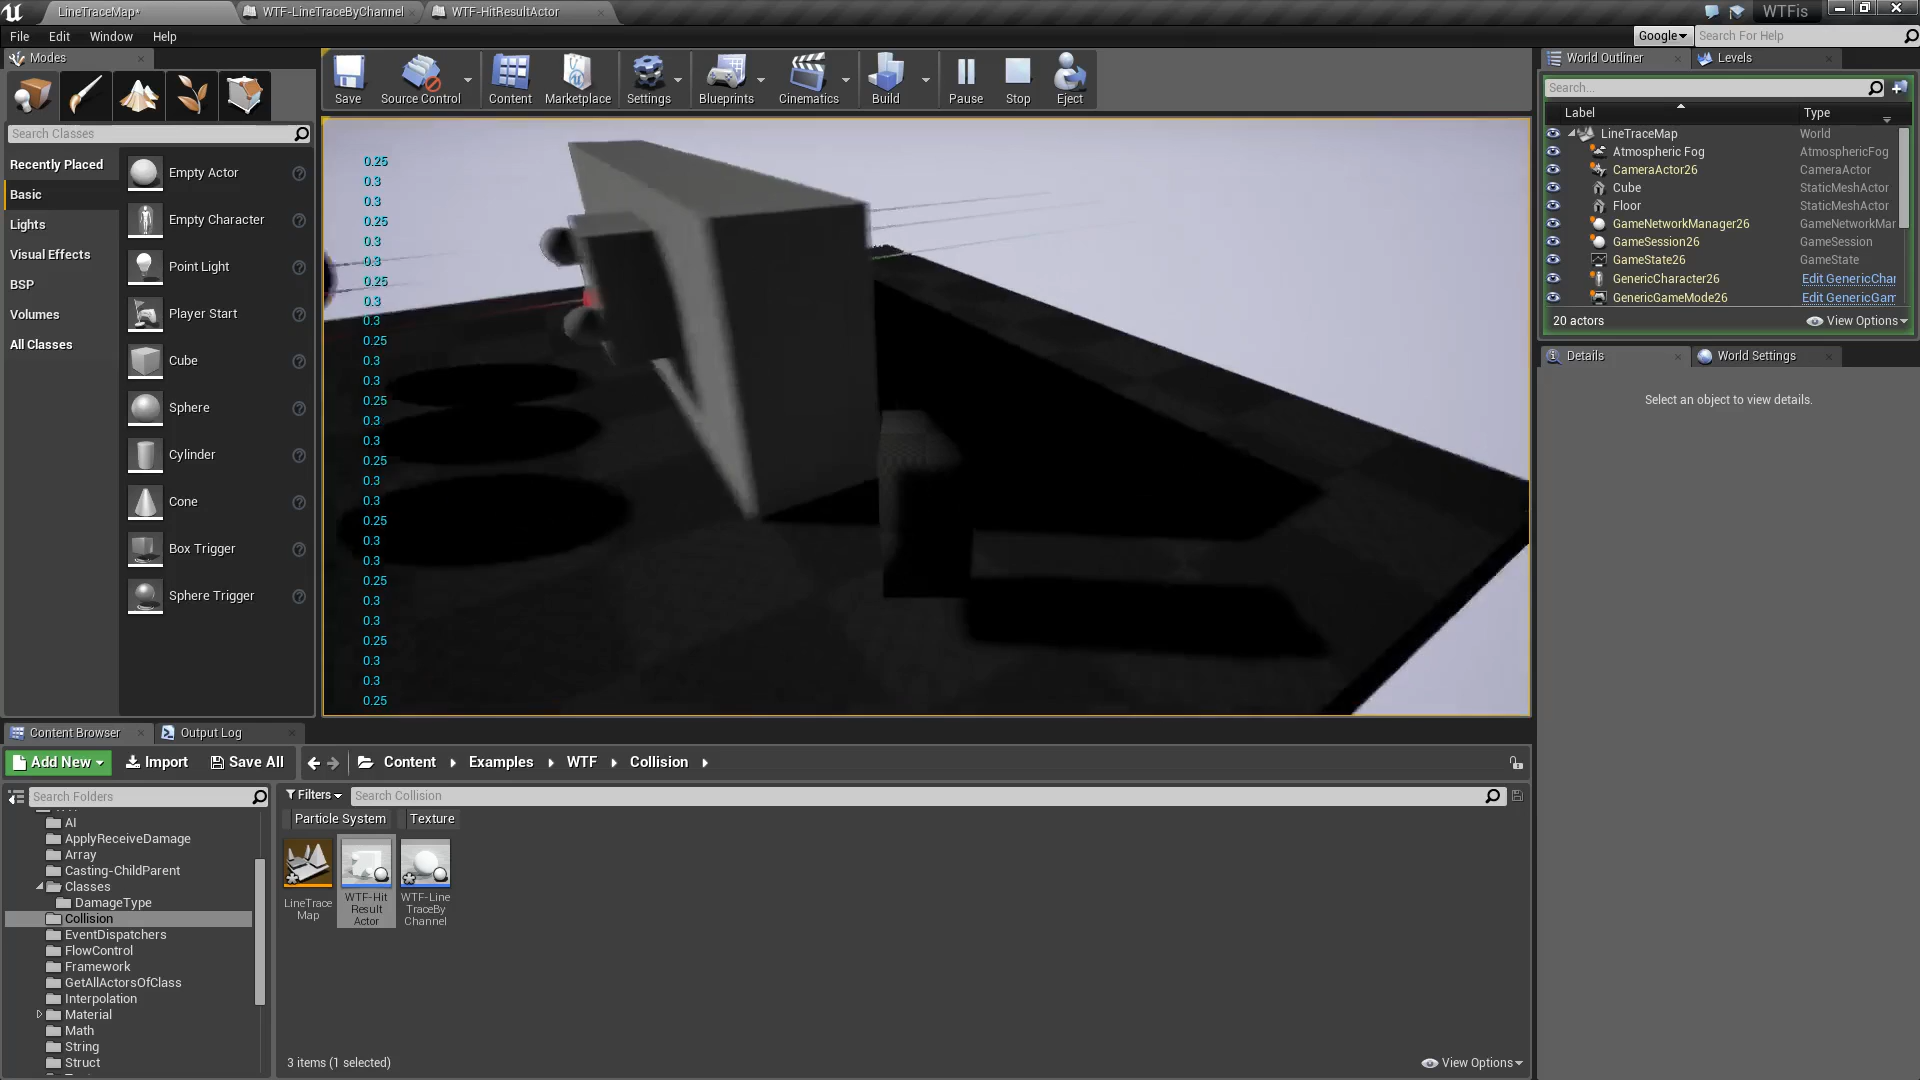 LineTraceMap*
WTF-LineTraceByChannel
WTF-HitResultActor
WTFis
File
Edit
Window
Help
Google
Search For Help
Modes
Search Classes
Recently Placed
Basic
Lights
Visual Effects
BSP
Volumes
All Classes
Empty Actor
Empty Character
Point Light
Player Start
Cube
Sphere
Cylinder
Cone
Box Trigger
Sphere Trigger
Save
Source Control
Content
Marketplace
Settings
Blueprints
Cinematics
Build
Pause
Stop
Eject
0.25
0.3
0.3
0.25
0.3
0.3
0.25
0.3
0.3
0.25
0.3
0.3
0.25
0.3
0.3
0.25
0.3
0.3
0.25
0.3
0.3
0.25
0.3
0.3
0.25
0.3
0.3
0.25
World Outliner
Levels
Search...
Label
Type
LineTraceMap
World
Atmospheric Fog
AtmosphericFog
CameraActor26
CameraActor
Cube
StaticMeshActor
Floor
StaticMeshActor
GameNetworkManager26
GameNetworkMar
GameSession26
GameSession
GameState26
GameState
GenericCharacter26
Edit GenericChar
GenericGameMode26
Edit GenericGam
20 actors
View Options
Details
World Settings
Select an object to view details.
Content Browser
Output Log
Add New
Import
Save All
Content
Examples
WTF
Collision
Search Folders
AI
ApplyReceiveDamage
Array
Casting-ChildParent
Classes
DamageType
Collision
EventDispatchers
FlowControl
Framework
GetAllActorsOfClass
Interpolation
Material
Math
String
Struct
Filters
Search Collision
Particle System
Texture
LineTrace
Map
WTF-Hit
Result
Actor
WTF-Line
TraceBy
Channel
3 items (1 selected)
View Options